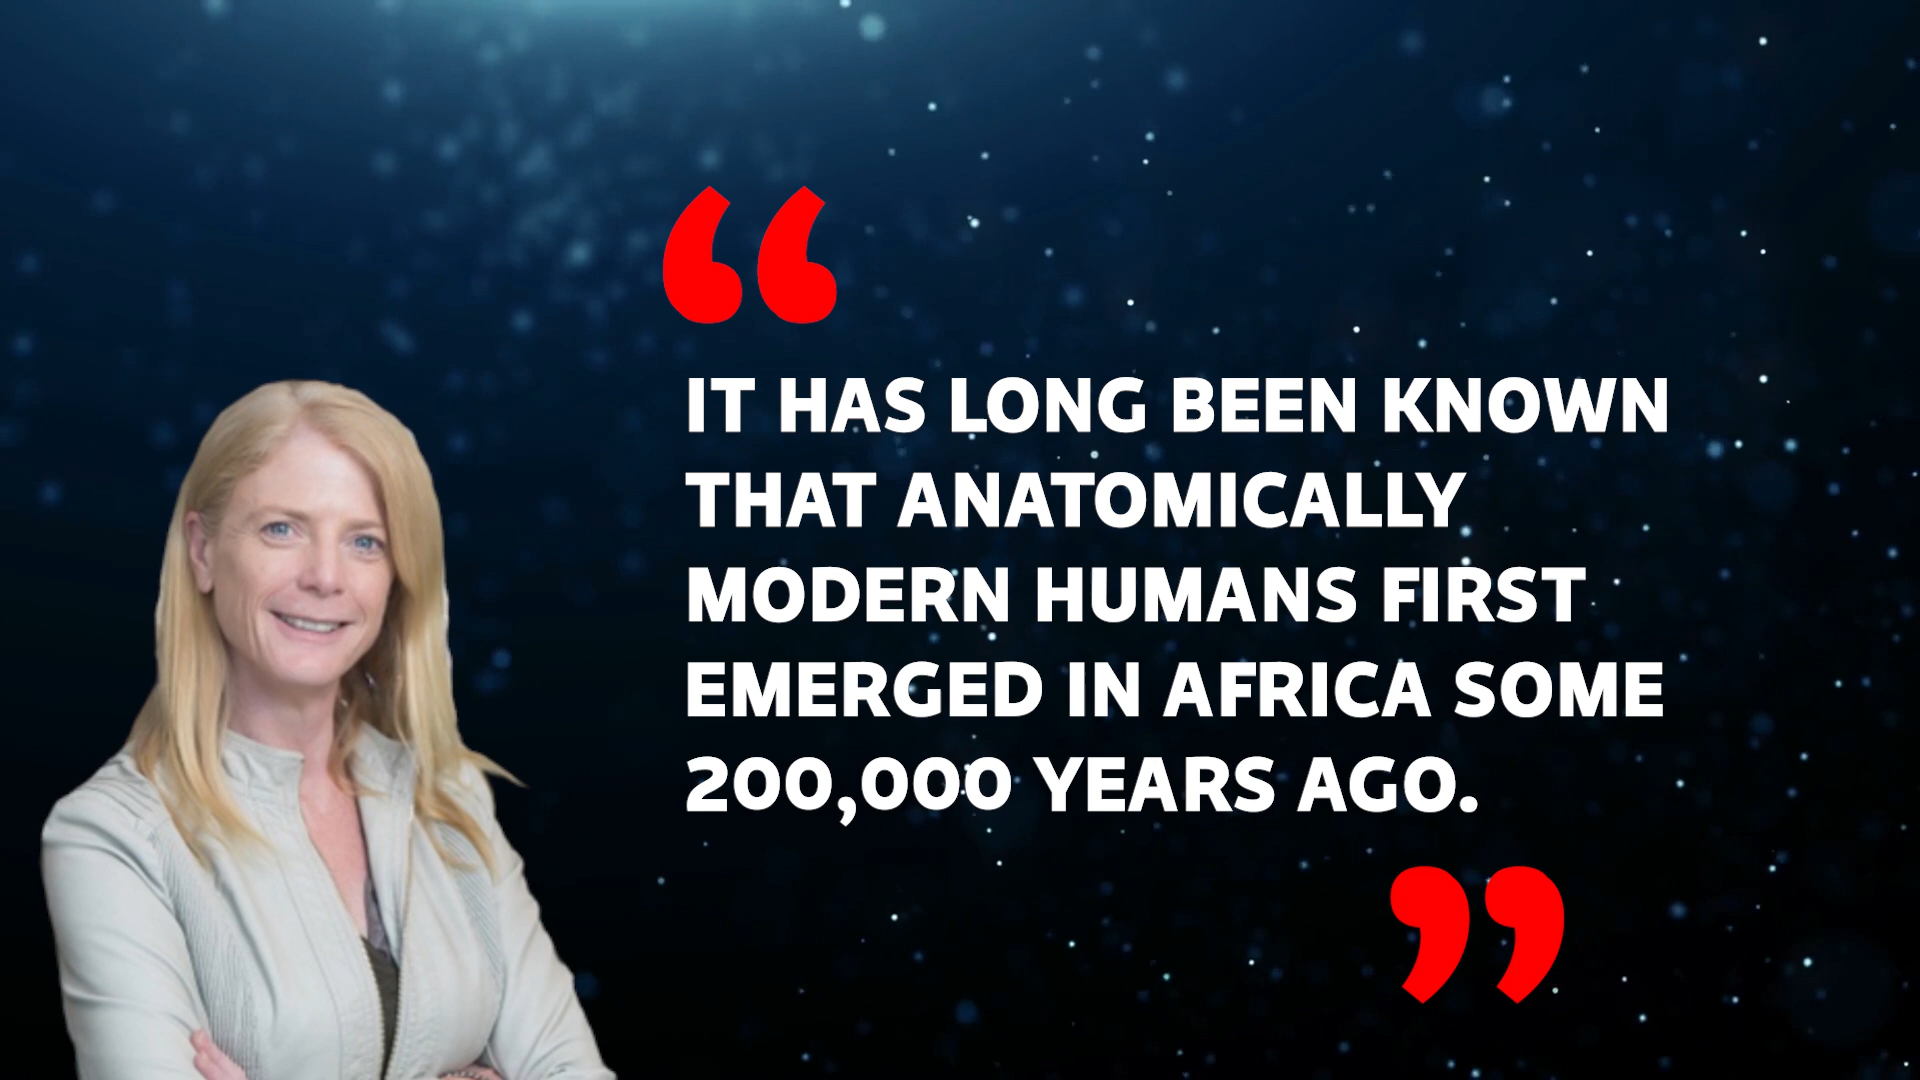 “
IT HAS LONG BEEN KNOWN
THAT ANATOMICALLY
MODERN HUMANS FIRST
EMERGED IN AFRICA SOME
200,000 YEARS AGO.
”